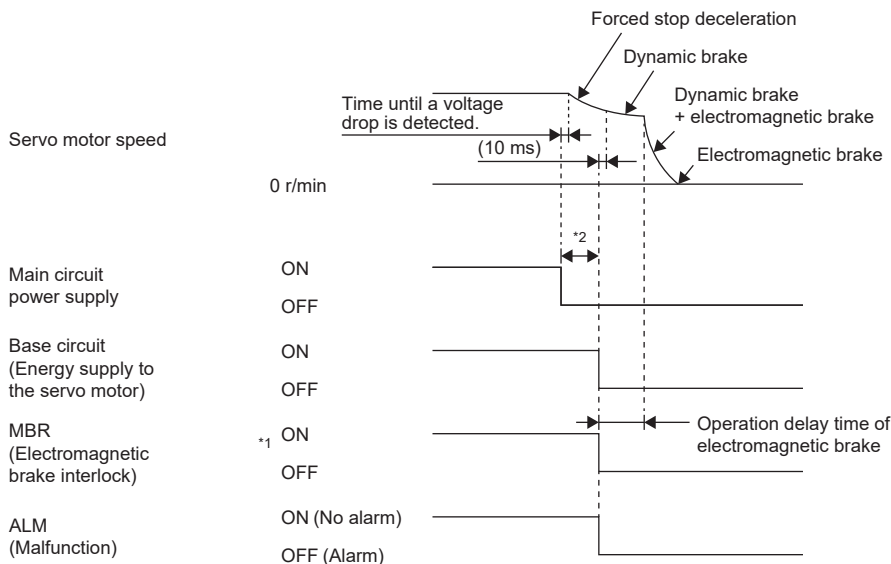 Forced stop deceleration
Dynamic brake
Time until a voltage
drop is detected.
Dynamic brake
+ electromagnetic brake
Servo motor speed
(10 ms)
Electromagnetic brake
0 r/min
*2
Main circuit
power supply
ON
OFF
Base circuit
(Energy supply to
the servo motor)
ON
OFF
MBR
(Electromagnetic
brake interlock)
*1
ON
OFF
Operation delay time of
electromagnetic brake
ALM
(Malfunction)
ON (No alarm)
OFF (Alarm)